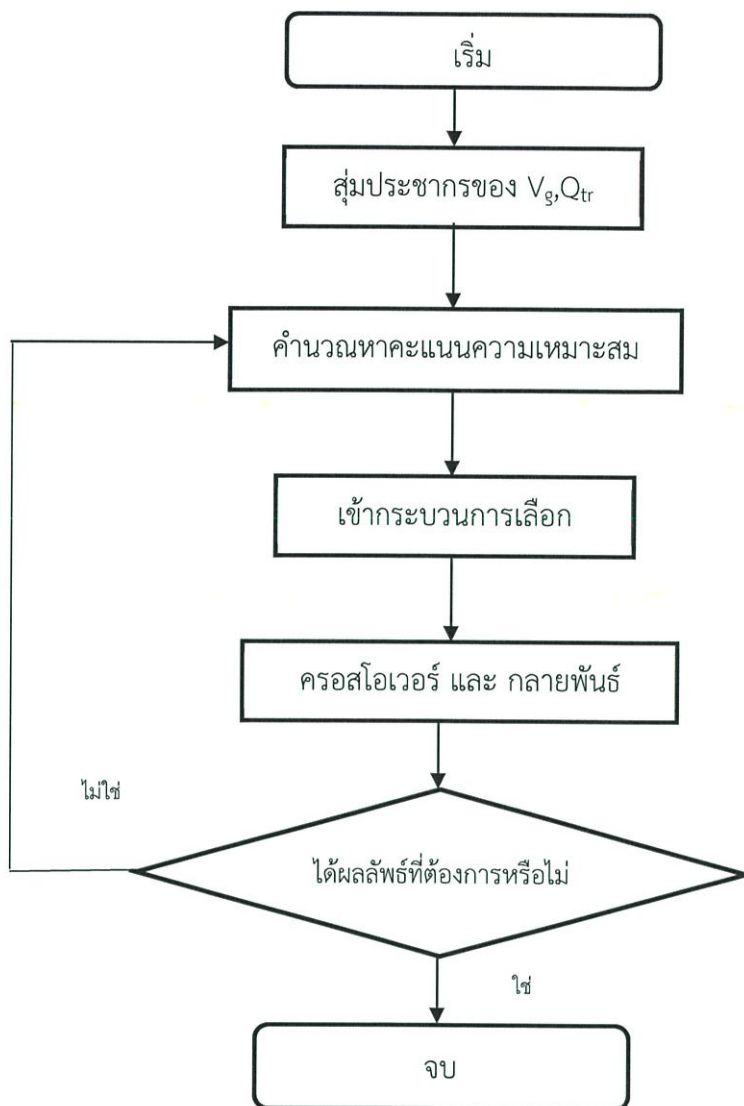 เริ่ม
สุ่มประชากรของ V_g,Q_tr
คำนวณหาคะแนนความเหมาะสม
เข้ากระบวนการเลือก
ครอสโอเวอร์ และ กลายพันธ์
ไม่ใช่
ได้ผลลัพธ์ที่ต้องการหรือไม่
ใช่
จบ